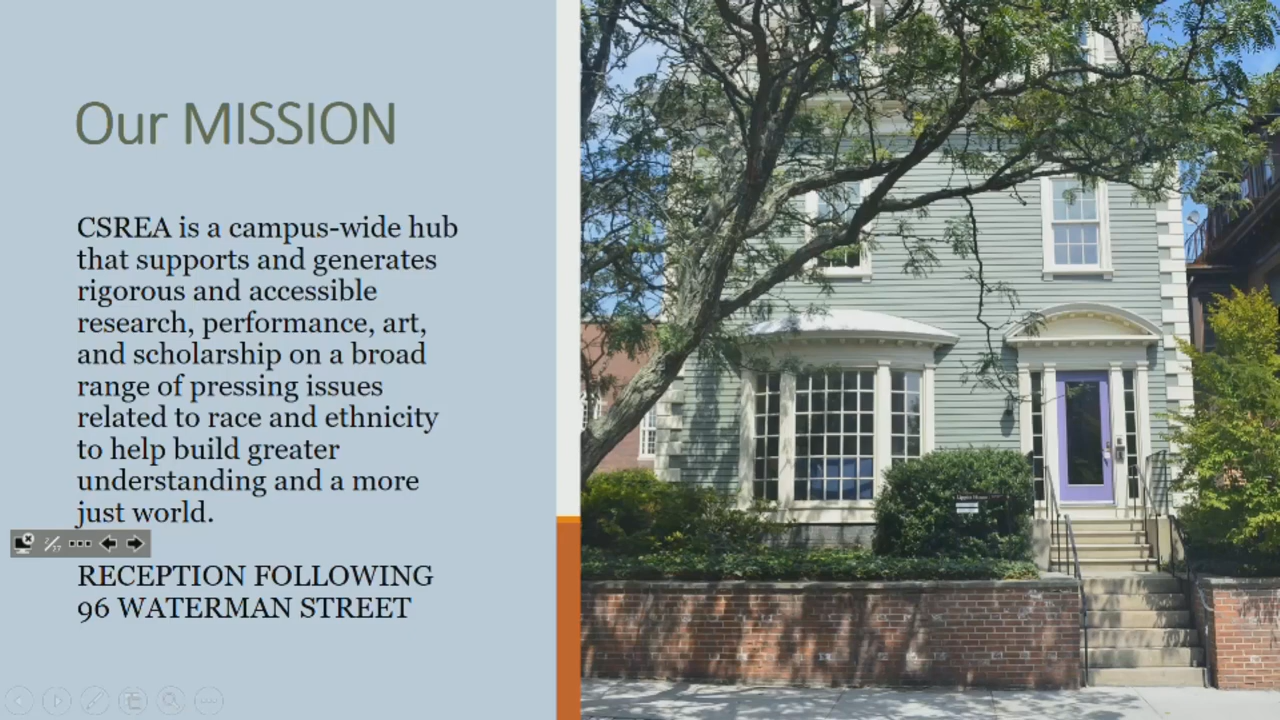 Our MISSION
CSREA is a campus-wide hub
that supports and generates
rigorous and accessible
research, performance, art,
and scholarship on a broad
range of pressing issues
related to race and ethnicity
to help build greater
understanding and a more
just world.
RECEPTION FOLLOWING
96 WATERMAN STREET